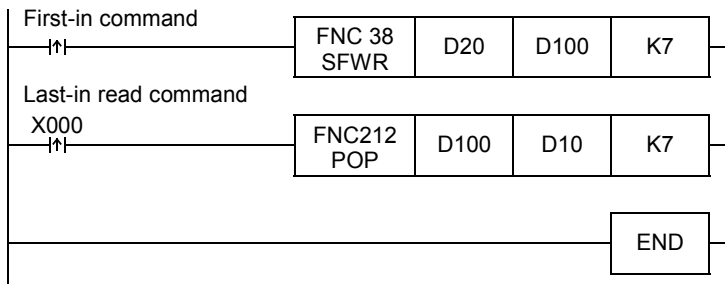 First-in command
FNC 38
SFWR
D20
D100
K7
Last-in read command
X000
FNC212
POP
D100
D10
K7
END